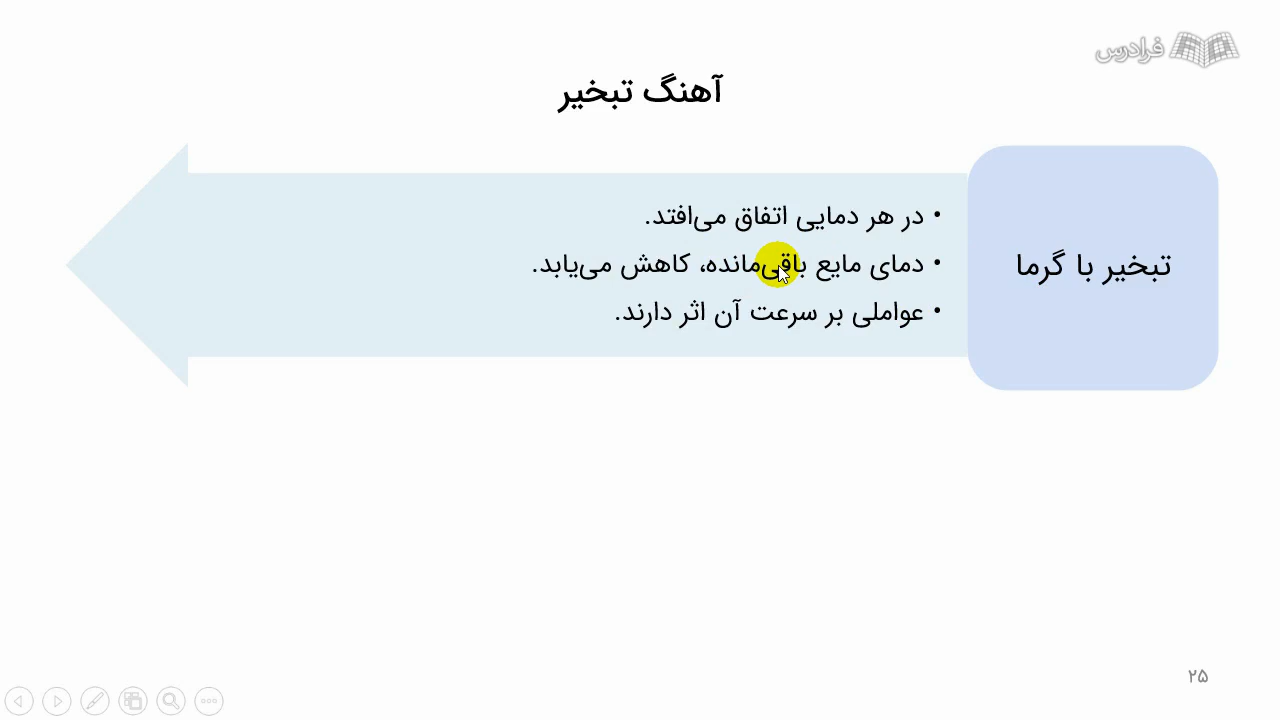 فرادرس
آهنگ تبخیر
تبخیر با گرما
• در هر دمایی اتفاق می‌افتد.
• دمای مایع باقی‌مانده، کاهش می‌یابد.
• عواملی بر سرعت آن اثر دارند.
۲۵